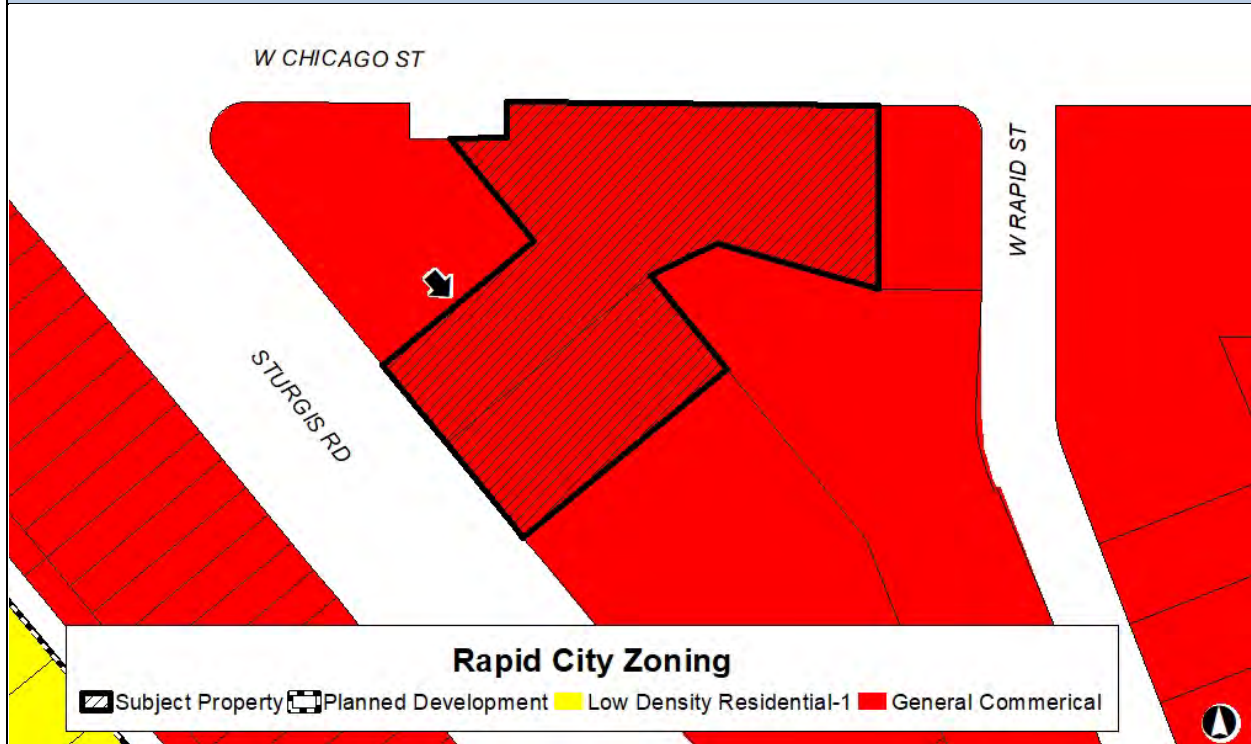 W CHICAGO ST
W RAPID ST
STURGIS RD
Rapid City Zoning
Subject Property Planned Development Low Density Residential-1 General Commerical